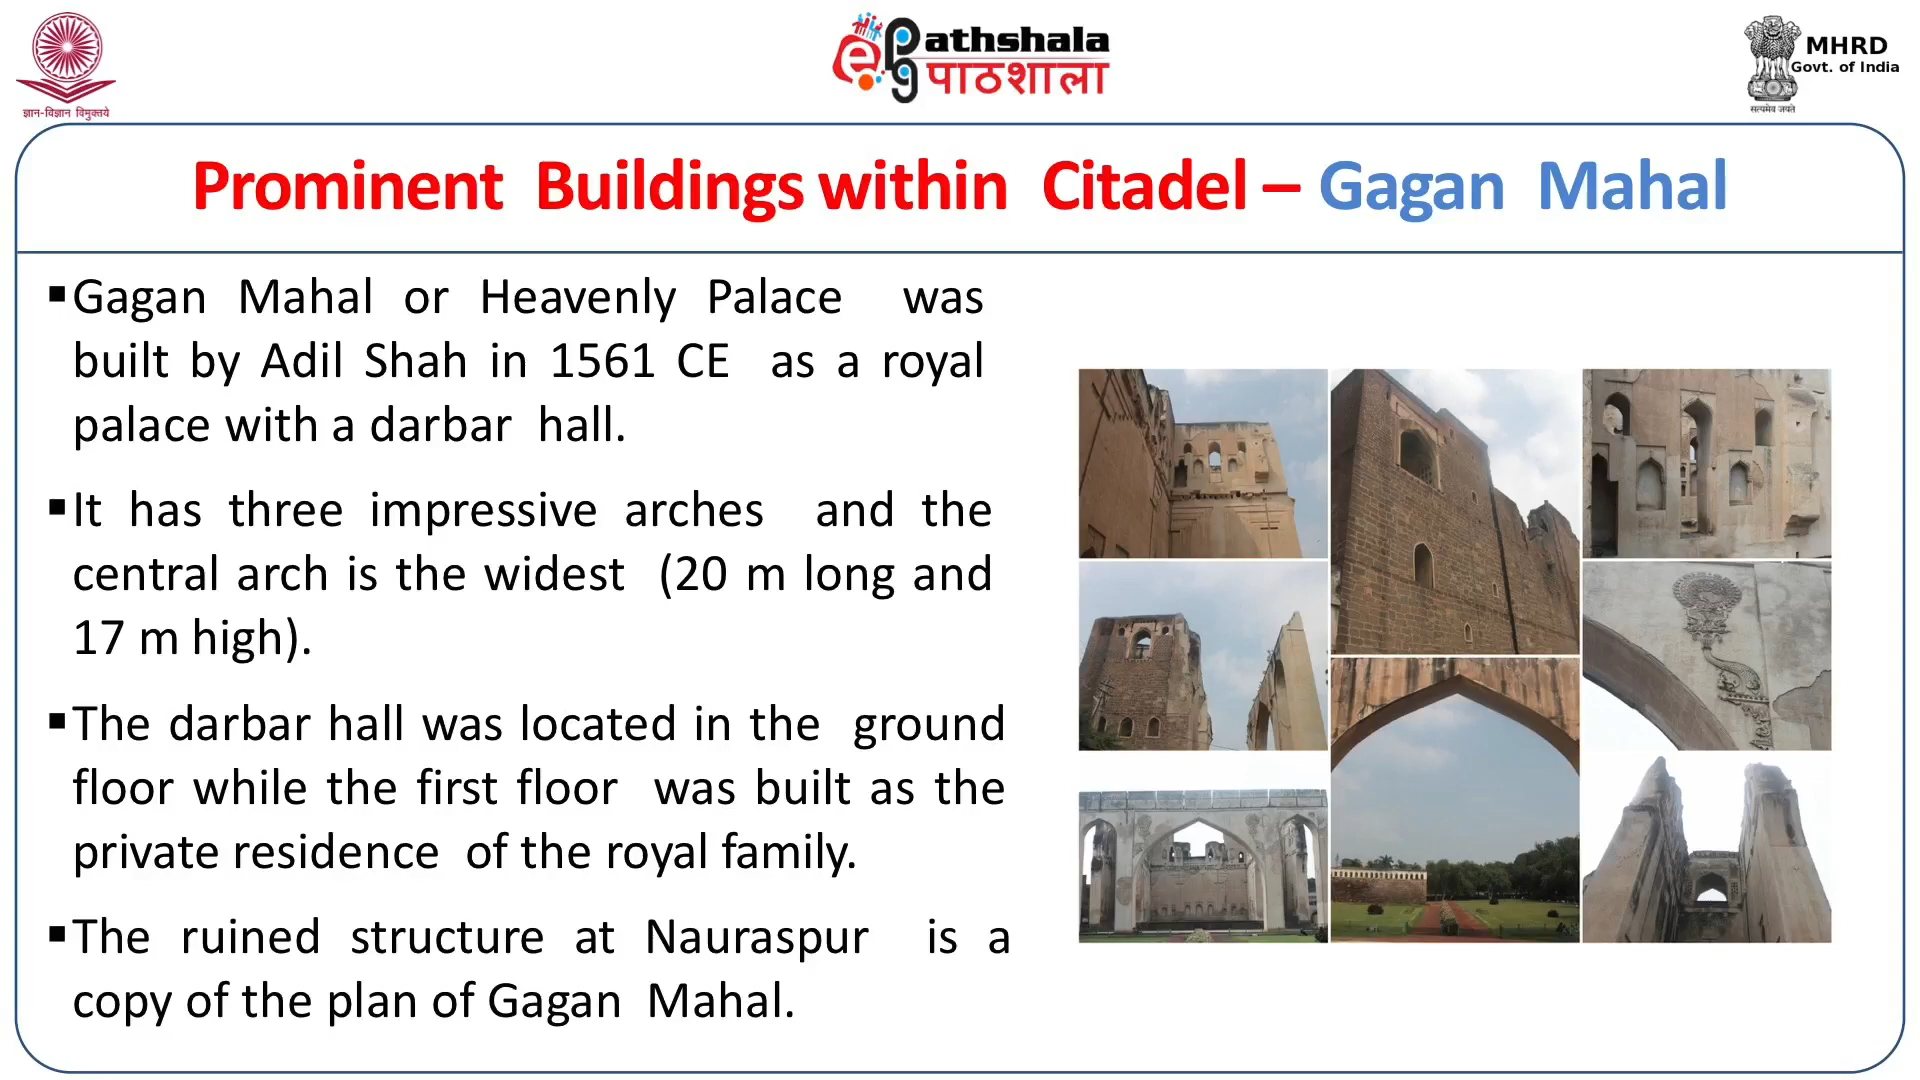 ज्ञान-विज्ञान विमुक्तये
ePathshala
पाठशाला
MHRD
Govt. of India
सत्यमेव जयते
Prominent Buildings within Citadel – Gagan Mahal
▪Gagan Mahal or Heavenly Palace was
built by Adil Shah in 1561 CE as a royal
palace with a darbar hall.
▪It has three impressive arches and the
central arch is the widest (20 m long and
17 m high).
▪The darbar hall was located in the ground
floor while the first floor was built as the
private residence of the royal family.
▪The ruined structure at Nauraspur is a
copy of the plan of Gagan Mahal.